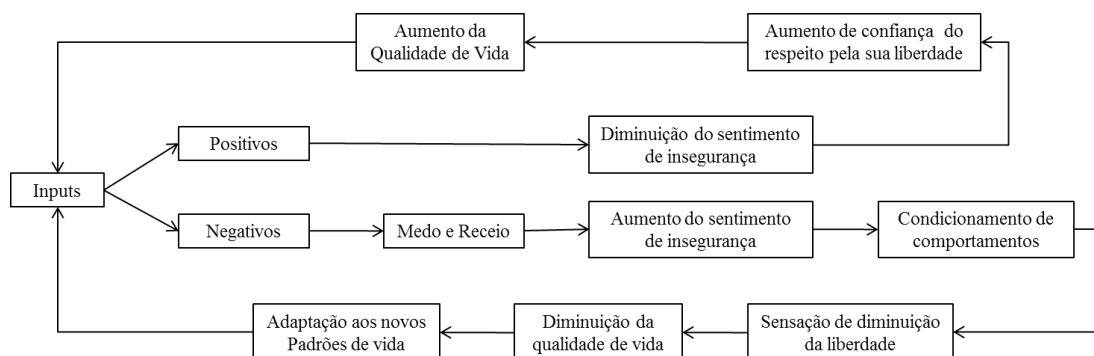 Aumento da
Qualidade de Vida
Aumento de confiança do
respeito pela sua liberdade
Positivos
Diminuição do sentimento
de insegurança
Inputs
Negativos
Medo e Receio
Aumento do sentimento
de insegurança
Condicionamento de
comportamentos
Adaptação aos novos
Padrões de vida
Diminuição da
qualidade de vida
Sensação de diminuição
da liberdade